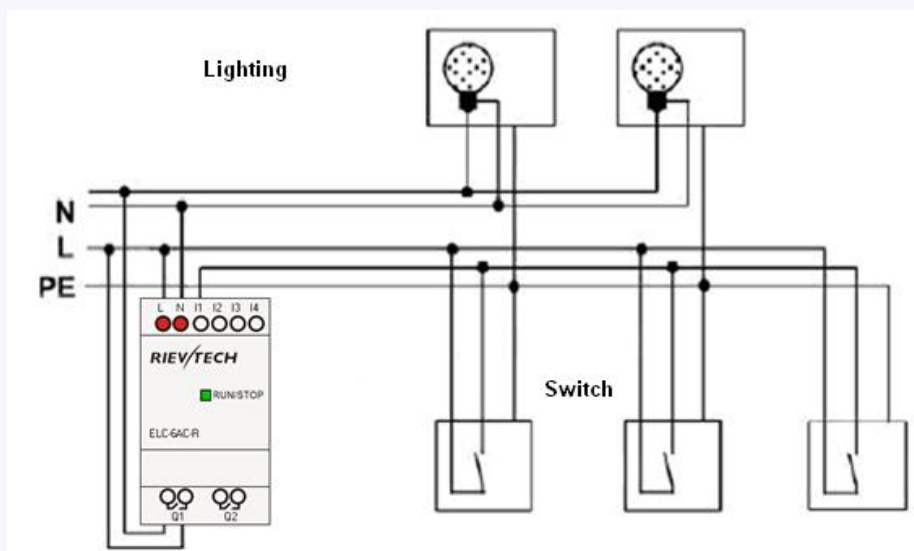 Lighting
N
L
PE
L N I1 I2 I3 I4
RIEV/TECH
RUN/STOP
Switch
ELC-6AC-R
Q1 Q2